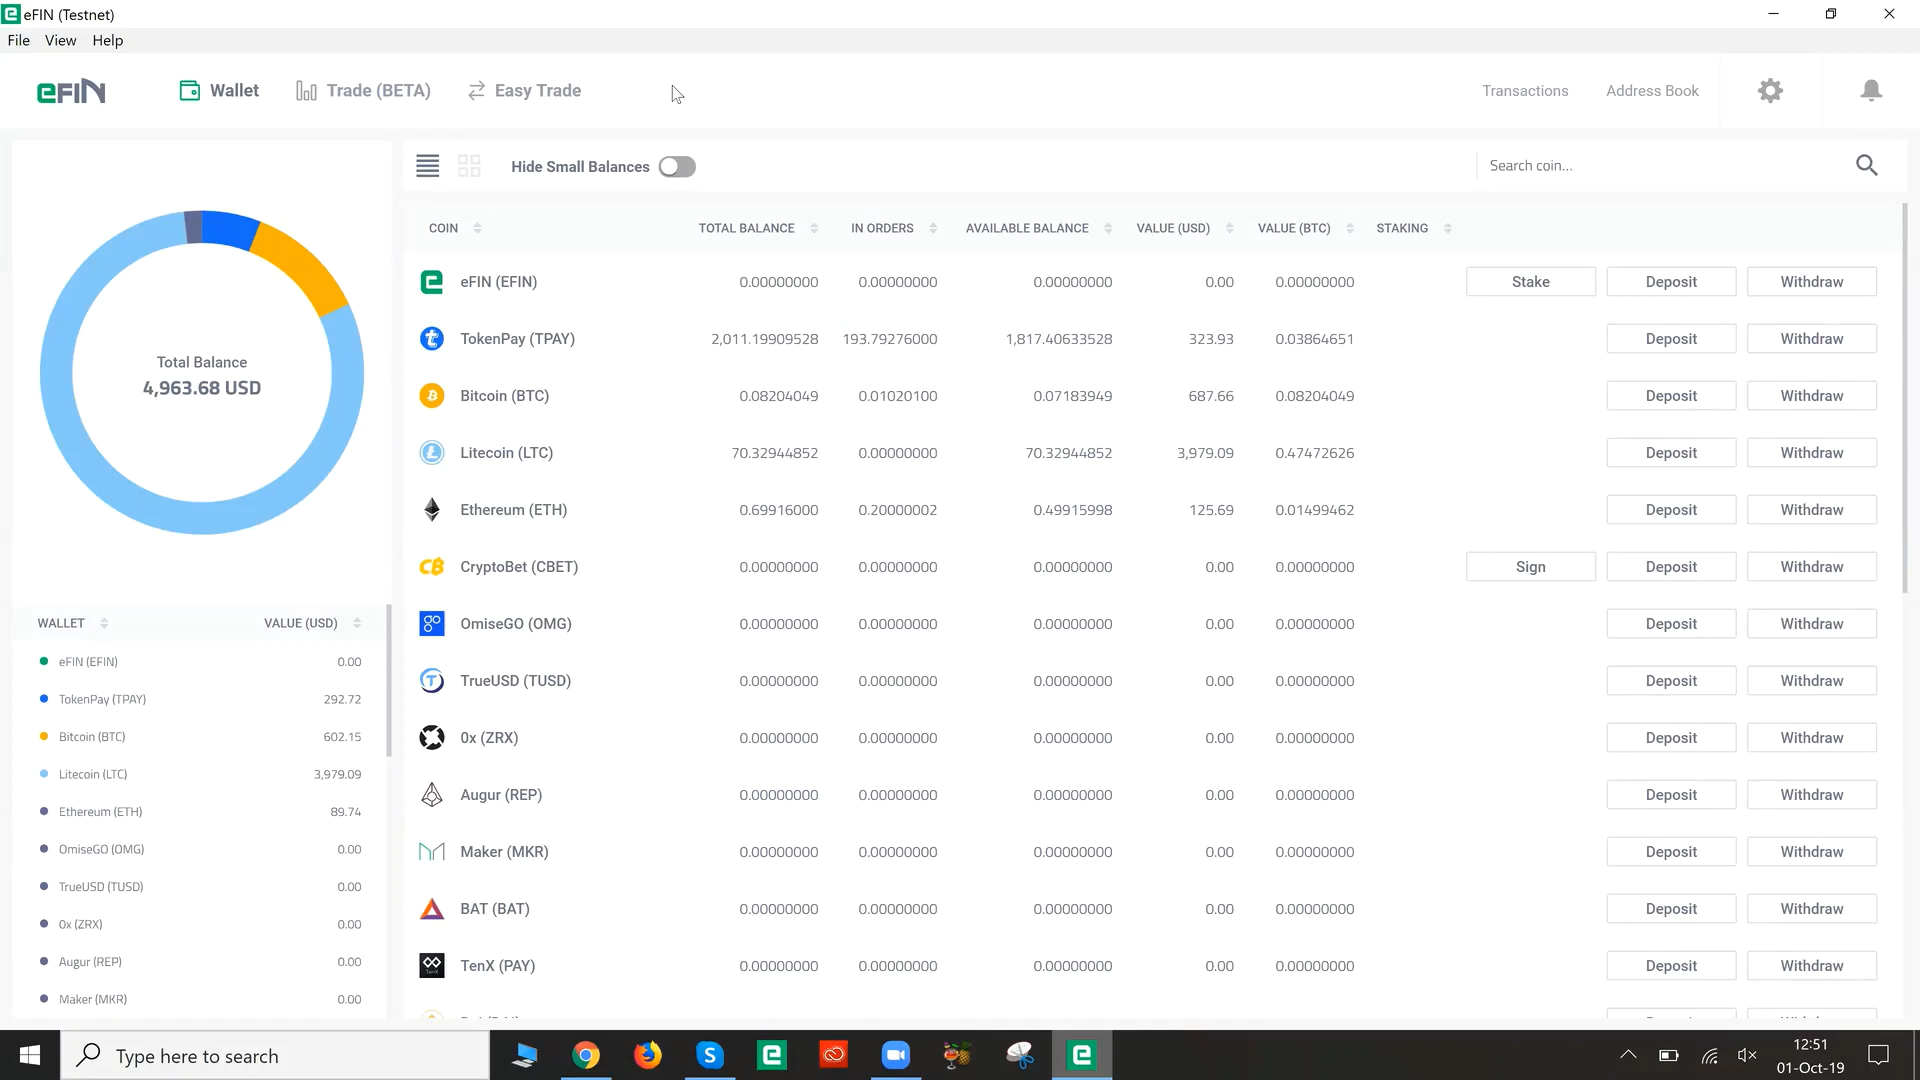 eFIN (Testnet)
File View Help
eFIN Wallet Trade (BETA) Easy Trade Transactions Address Book
Hide Small Balances Search coin...
Total Balance
4,963.68 USD
WALLET VALUE (USD)
eFIN (EFIN) 0.00
TokenPay (TPAY) 292.72
Bitcoin (BTC) 602.15
Litecoin (LTC) 3,979.09
Ethereum (ETH) 89.74
OmiseGO (OMG) 0.00
TrueUSD (TUSD) 0.00
0x (ZRX) 0.00
Augur (REP) 0.00
Maker (MKR) 0.00
COIN TOTAL BALANCE IN ORDERS AVAILABLE BALANCE VALUE (USD) VALUE (BTC) STAKING
eFIN (EFIN) 0.00000000 0.00000000 0.00000000 0.00 0.00000000 Stake Deposit Withdraw
TokenPay (TPAY) 2,011.19909528 193.79276000 1,817.40633528 323.93 0.03864651 Deposit Withdraw
Bitcoin (BTC) 0.08204049 0.01020100 0.07183949 687.66 0.08204049 Deposit Withdraw
Litecoin (LTC) 70.32944852 0.00000000 70.32944852 3,979.09 0.47472626 Deposit Withdraw
Ethereum (ETH) 0.69916000 0.20000002 0.49915998 125.69 0.01499462 Deposit Withdraw
CryptoBet (CBET) 0.00000000 0.00000000 0.00000000 0.00 0.00000000 Sign Deposit Withdraw
OmiseGO (OMG) 0.00000000 0.00000000 0.00000000 0.00 0.00000000 Deposit Withdraw
TrueUSD (TUSD) 0.00000000 0.00000000 0.00000000 0.00 0.00000000 Deposit Withdraw
0x (ZRX) 0.00000000 0.00000000 0.00000000 0.00 0.00000000 Deposit Withdraw
Augur (REP) 0.00000000 0.00000000 0.00000000 0.00 0.00000000 Deposit Withdraw
Maker (MKR) 0.00000000 0.00000000 0.00000000 0.00 0.00000000 Deposit Withdraw
BAT (BAT) 0.00000000 0.00000000 0.00000000 0.00 0.00000000 Deposit Withdraw
TenX (PAY) 0.00000000 0.00000000 0.00000000 0.00 0.00000000 Deposit Withdraw
Type here to search
12:51
01-Oct-19